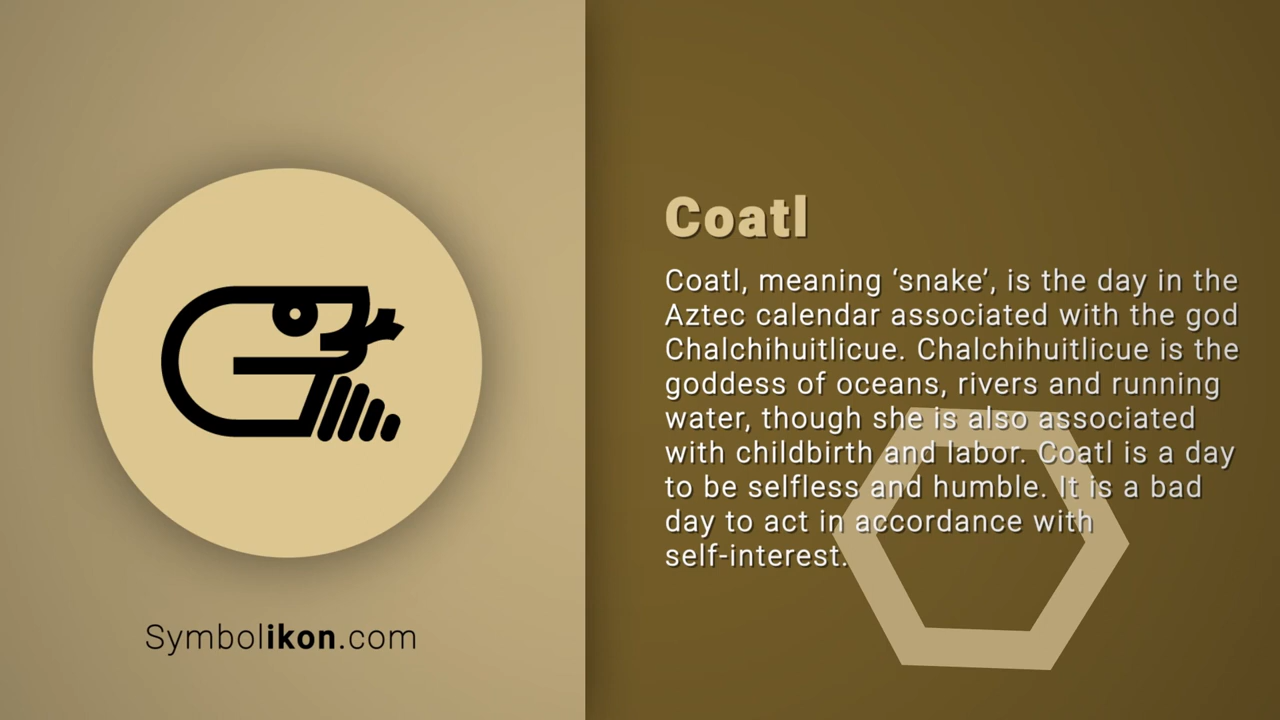 Symbolikon.com
Coatl
Coatl, meaning ‘snake’, is the day in the
Aztec calendar associated with the god
Chalchihuitlicue. Chalchihuitlicue is the
goddess of oceans, rivers and running
water, though she is also associated
with childbirth and labor. Coatl is a day
to be selfless and humble. It is a bad
day to act in accordance with
self-interest.